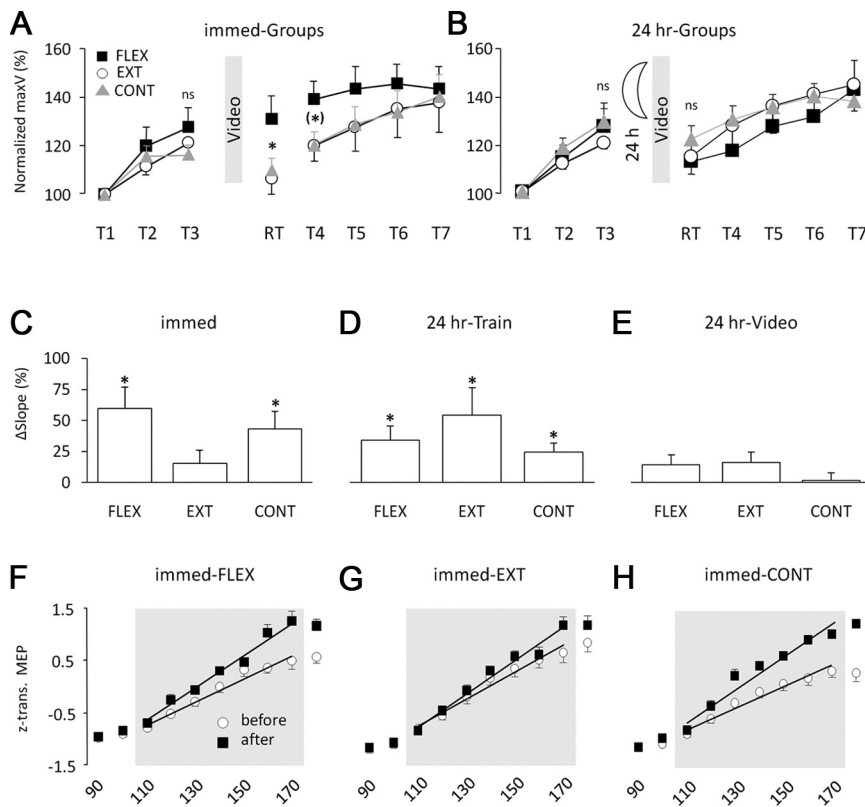 A immed-Groups B 24 hr-Groups
Normalized maxV (%)
160
140
120
100
FLEX
EXT
CONT
ns
Video
*
(*)
T1 T2 T3 RT T4 T5 T6 T7
160
140
120
100
ns
24 h
Video
ns
T1 T2 T3 RT T4 T5 T6 T7
C immed D 24 hr-Train E 24 hr-Video
ΔSlope (%)
100
75
50
25
0
* * * * *
FLEX EXT CONT FLEX EXT CONT FLEX EXT CONT
F immed-FLEX G immed-EXT H immed-CONT
z-trans. MEP
1.5
0.5
-0.5
-1.5
before
after
90 110 130 150 170 90 110 130 150 170 90 110 130 150 170